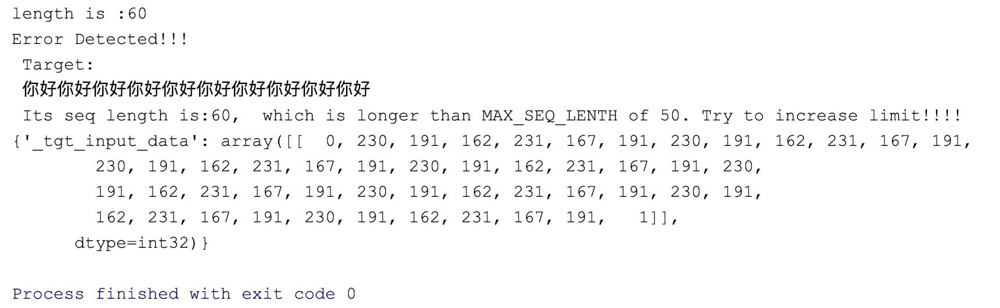 length is :60
Error Detected!!!
Target:
你好你好你好你好你好你好你好你好你好你好
Its seq length is:60,  which is longer than MAX_SEQ_LENTH of 50. Try to increase limit!!!!
{'_tgt_input_data': array([[  0, 230, 191, 162, 231, 167, 191, 230, 191, 162, 231, 167, 191,
230, 191, 162, 231, 167, 191, 230, 191, 162, 231, 167, 191, 230,
191, 162, 231, 167, 191, 230, 191, 162, 231, 167, 191, 230, 191,
162, 231, 167, 191, 230, 191, 162, 231, 167, 191,   1]],
dtype=int32)}
Process finished with exit code 0